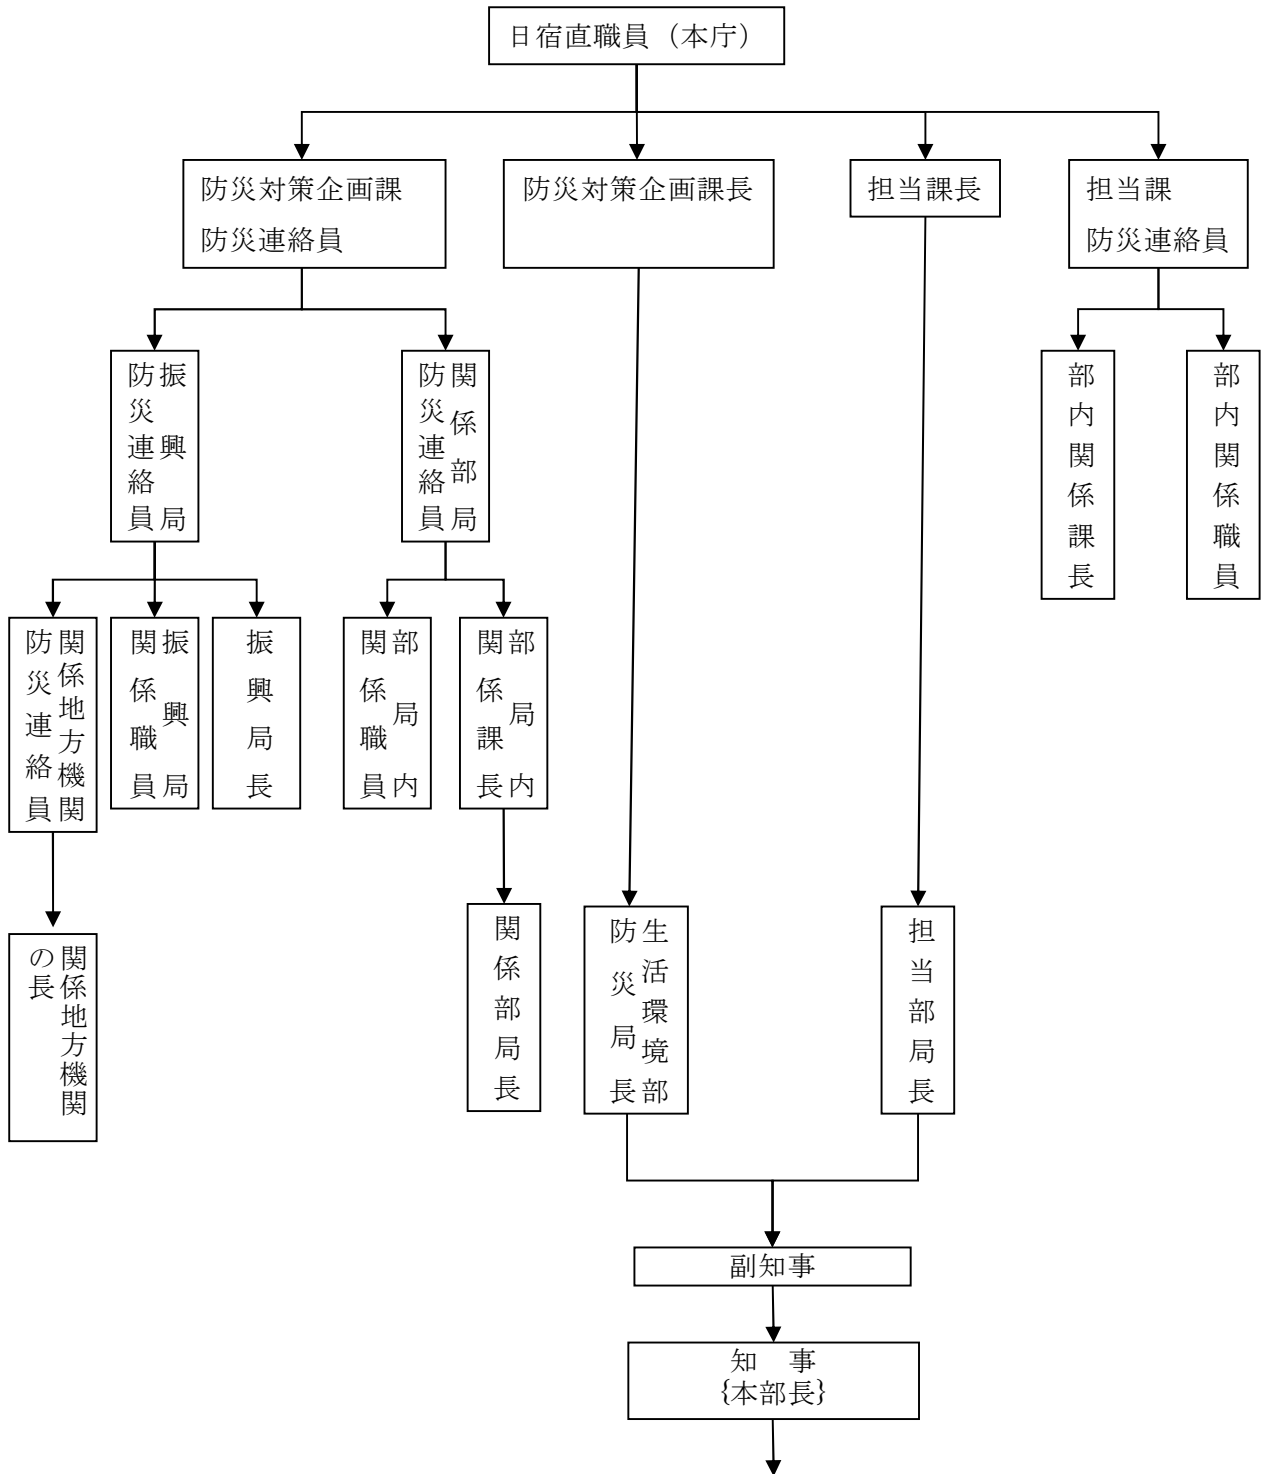 日宿直職員（本庁）
防災対策企画課
防災連絡員
防災対策企画課長
担当課長
担当課
防災連絡員
振興局
防災連絡員
関係部局
防災連絡員
部内関係課長
部内関係職員
関係地方機関
防災連絡員
振興局
関係職員
振興局長
部局内
関係職員
部局内
関係課長
関係地方機関
の長
関係部局長
生活環境部
防災局長
担当部局長
副知事
知　事
{本部長}